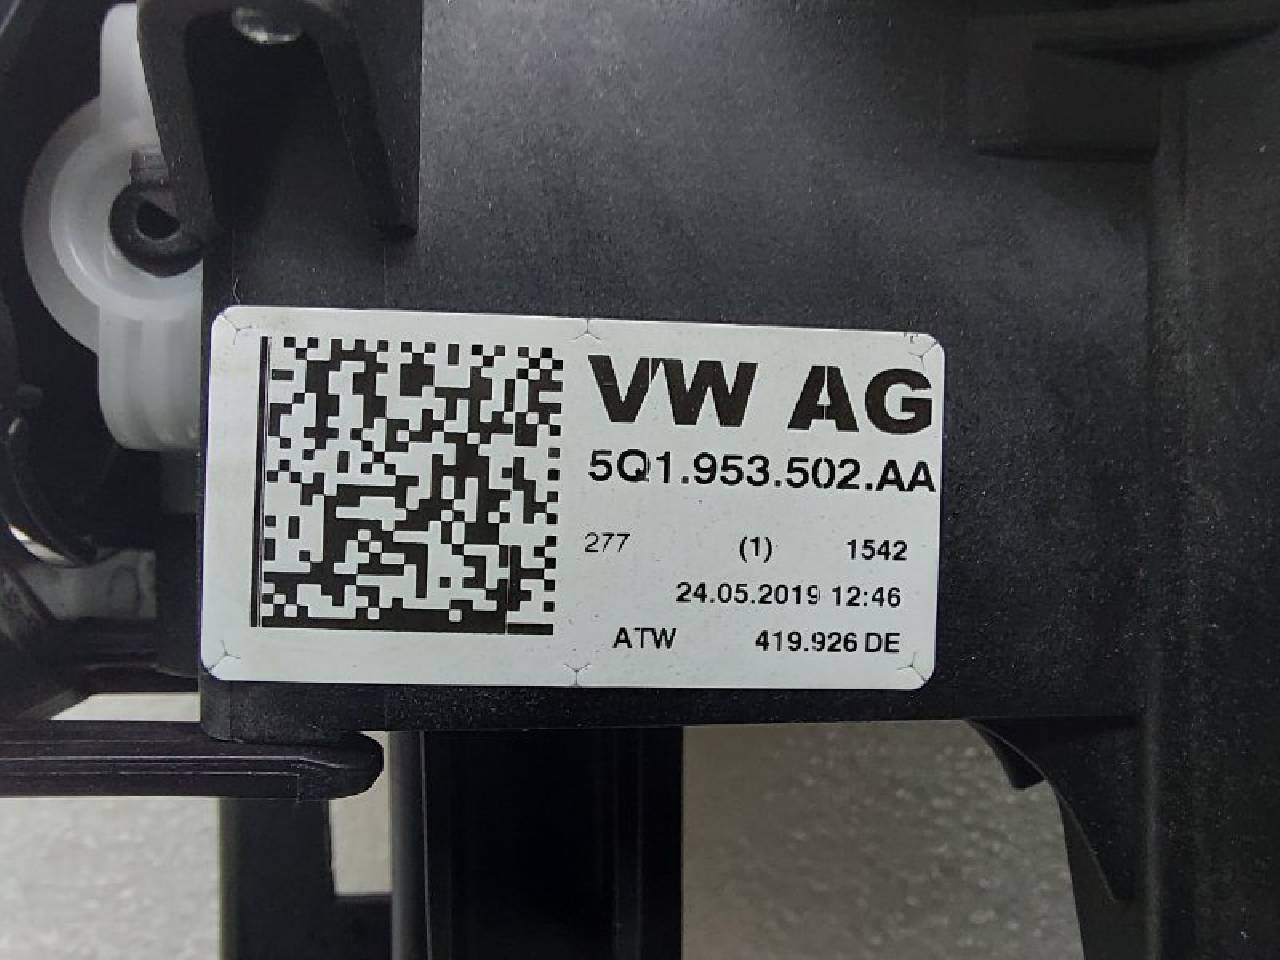 VW AG
5Q1.953.502.AA
277 (1) 1542
24.05.2019 12:46
ATW 419.926 DE